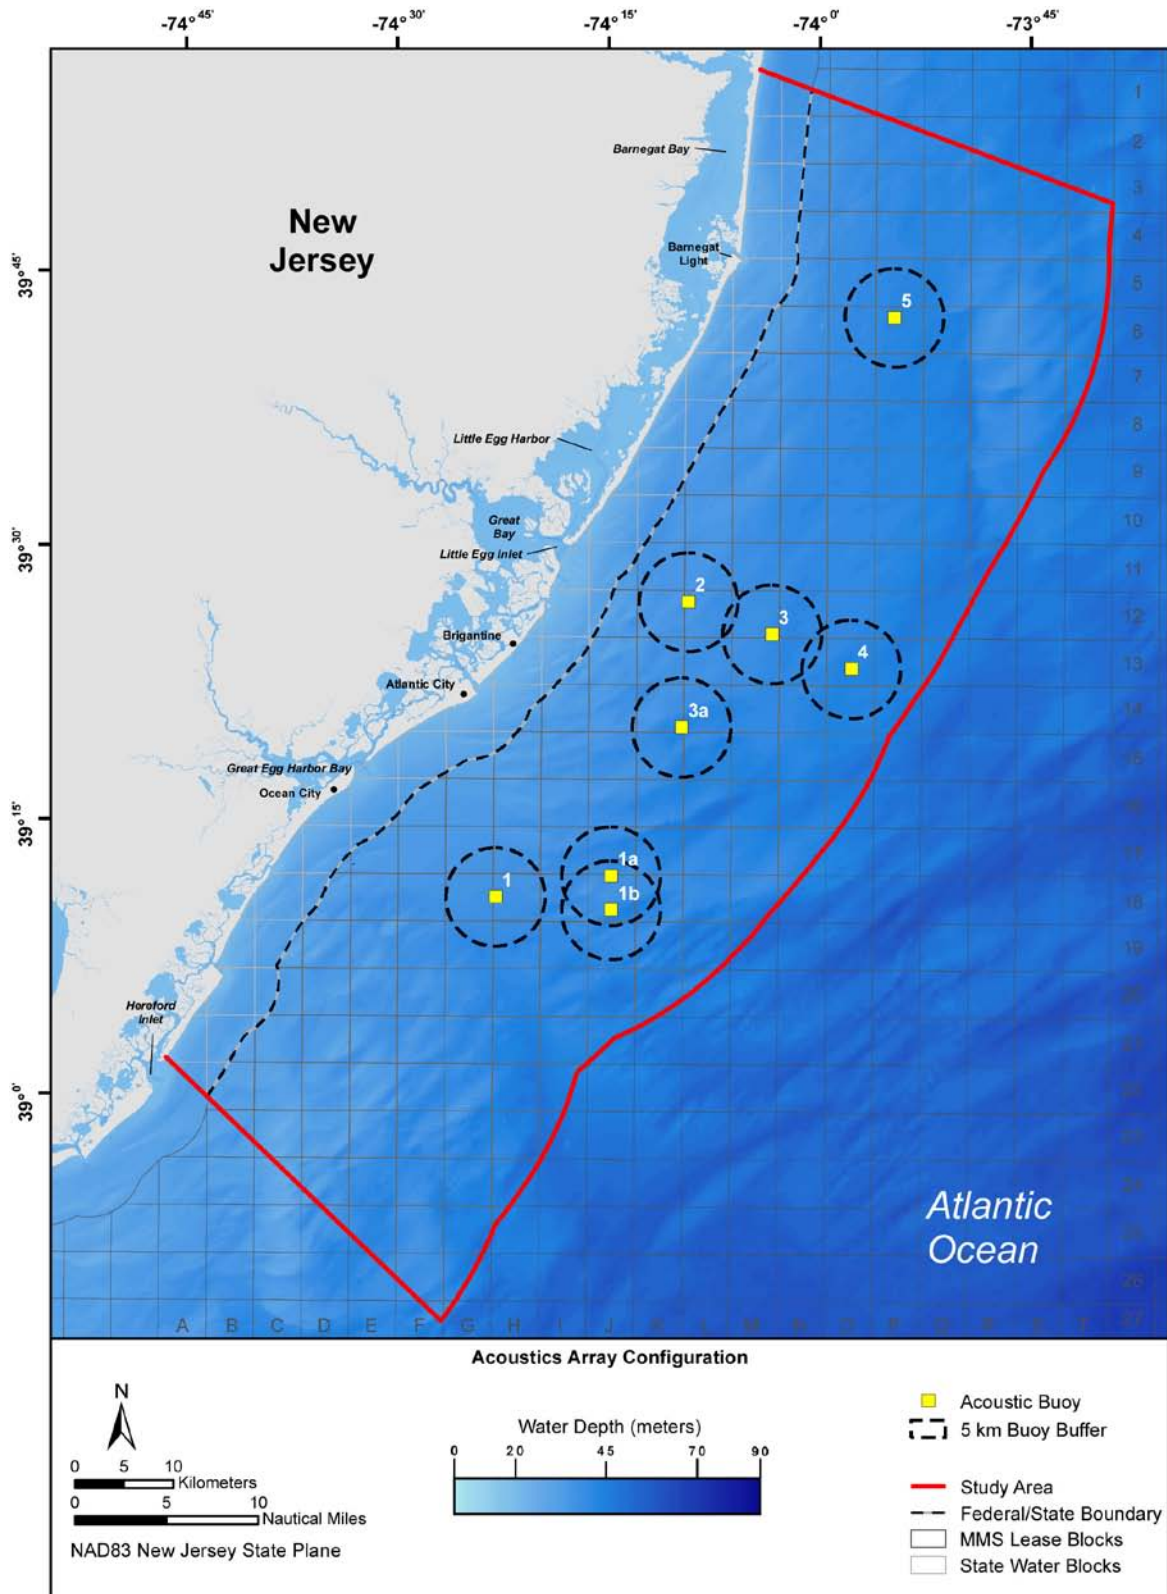 -74° 45'
-74° 30'
-74° 15'
-74° 0'
-73° 45'
1
2
Barnegat Bay
3
New
Jersey
4
Barnegat
Light
39° 45'
5
5
6
7
8
Little Egg Harbor
9
10
Great
Bay
39° 30'
Little Egg Inlet
11
2
12
3
Brigantine
4
13
Atlantic City
3a
14
15
Great Egg Harbor Bay
Ocean City
16
39° 15'
17
1a
1
1b
18
19
20
Hereford
Inlet
21
39° 0'
22
23
24
Atlantic
Ocean
25
26
27
A B C D E F G H I J K L M N O P Q R S T
Acoustics Array Configuration
N
0 5 10
Kilometers
0 5 10
Nautical Miles
NAD83 New Jersey State Plane
Water Depth (meters)
0 20 45 70 90
Acoustic Buoy
5 km Buoy Buffer
Study Area
Federal/State Boundary
MMS Lease Blocks
State Water Blocks